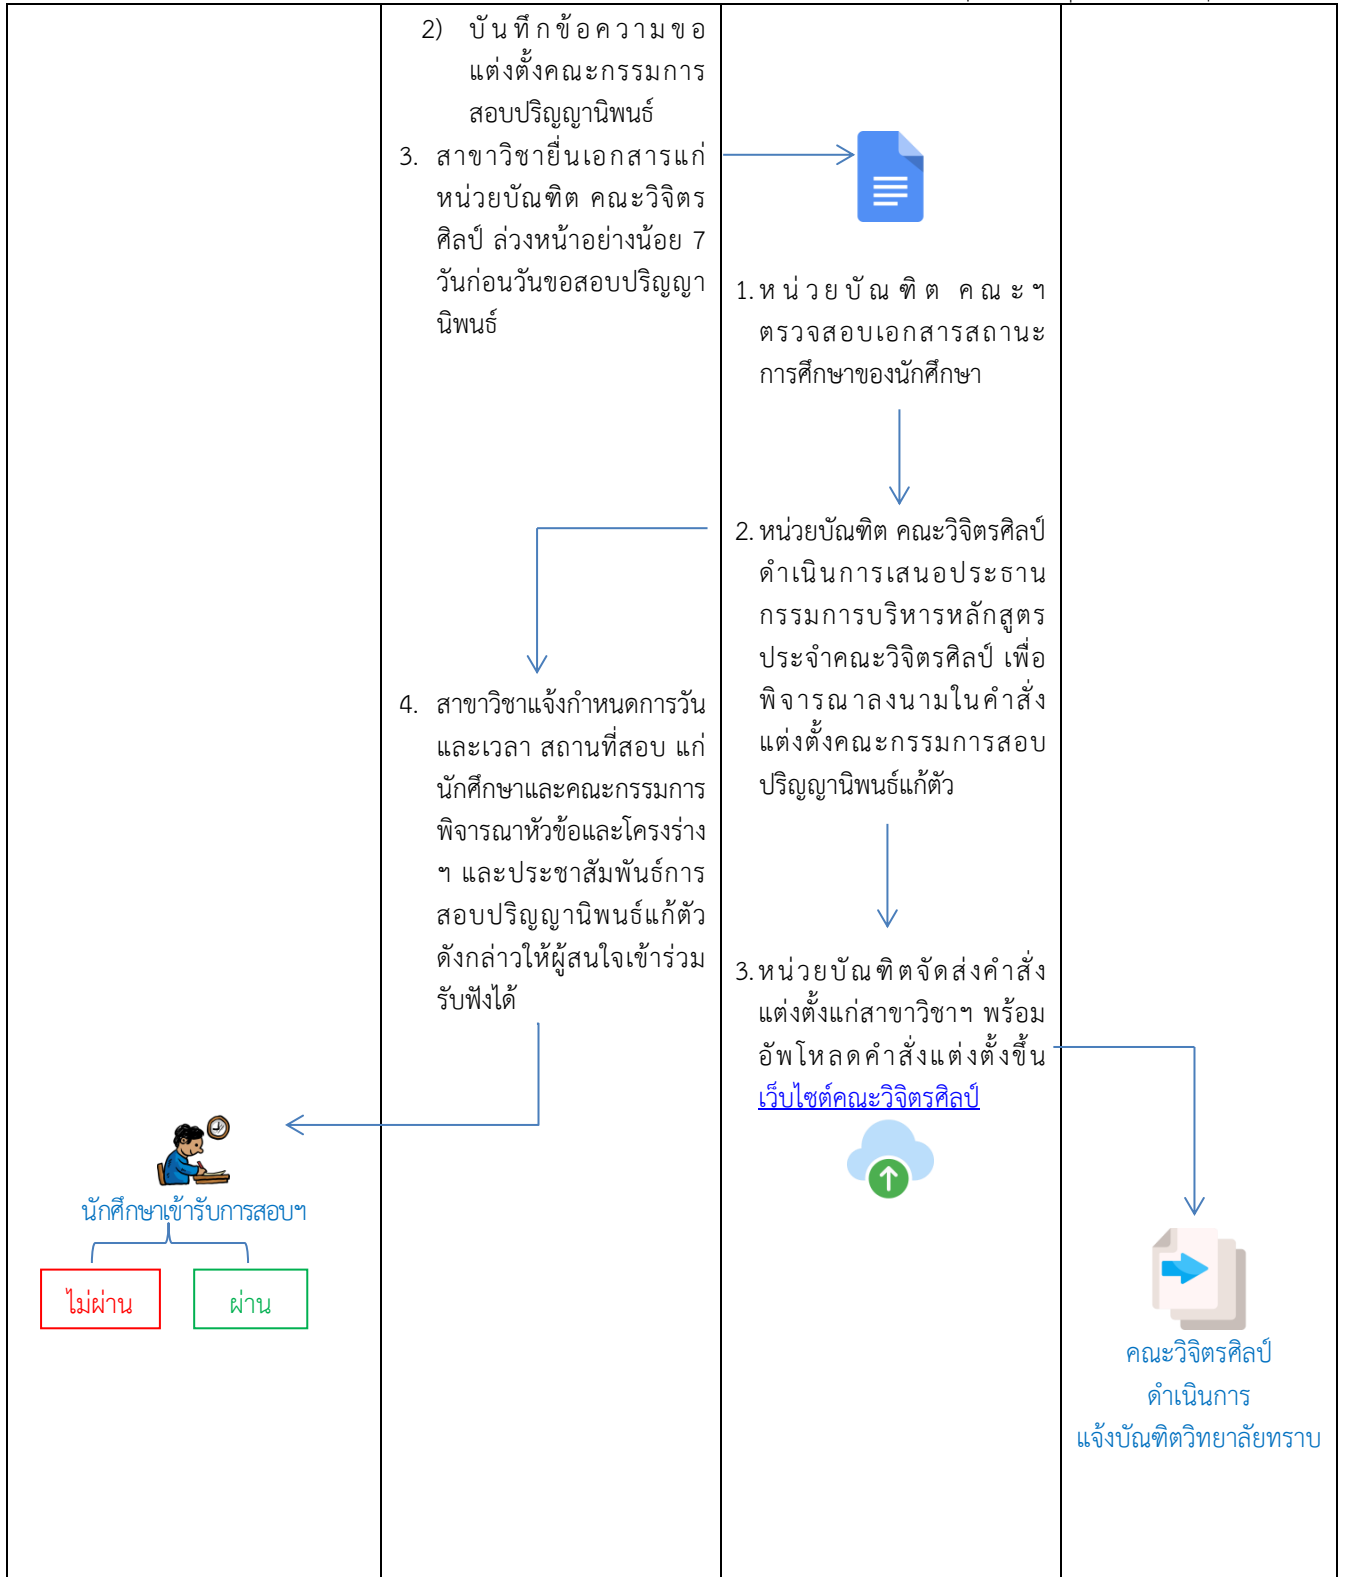 2) บันทึกข้อความขอ
แต่งตั้งคณะกรรมการ
สอบปริญญานิพนธ์
3. สาขาวิชายื่นเอกสารแก่
หน่วยบัณฑิต คณะวิจิตร
ศิลป์ ล่วงหน้าอย่างน้อย 7
วันก่อนวันขอสอบปริญญา
นิพนธ์
4. สาขาวิชาแจ้งกำหนดการวัน
และเวลา สถานที่สอบ แก่
นักศึกษาและคณะกรรมการ
พิจารณาหัวข้อและโครงร่าง
ฯ และประชาสัมพันธ์การ
สอบปริญญานิพนธ์แก้ตัว
ดังกล่าวให้ผู้สนใจเข้าร่วม
รับฟังได้
1. หน่วยบัณฑิต คณะฯ
ตรวจสอบเอกสารสถานะ
การศึกษาของนักศึกษา
2. หน่วยบัณฑิต คณะวิจิตรศิลป์
ดำเนินการเสนอประธาน
กรรมการบริหารหลักสูตร
ประจำคณะวิจิตรศิลป์ เพื่อ
พิจารณาลงนามในคำสั่ง
แต่งตั้งคณะกรรมการสอบ
ปริญญานิพนธ์แก้ตัว
3. หน่วยบัณฑิตจัดส่งคำสั่ง
แต่งตั้งแก่สาขาวิชาฯ พร้อม
อัพโหลดคำสั่งแต่งตั้งขึ้น
เว็บไซต์คณะวิจิตรศิลป์
นักศึกษาเข้ารับการสอบฯ
ไม่ผ่าน
ผ่าน
คณะวิจิตรศิลป์
ดำเนินการ
แจ้งบัณฑิตวิทยาลัยทราบ